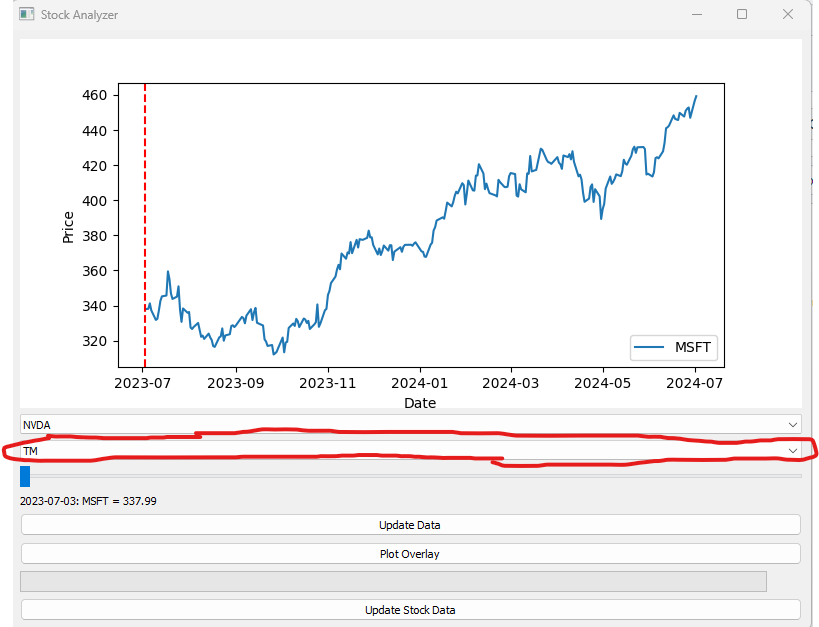 Stock Analyzer
460
440
420
400
380
360
340
320
Price
MSFT
2023-07 2023-09 2023-11 2024-01 2024-03 2024-05 2024-07
Date
NVDA
TM
2023-07-03: MSFT = 337.99
Update Data
Plot Overlay
Update Stock Data